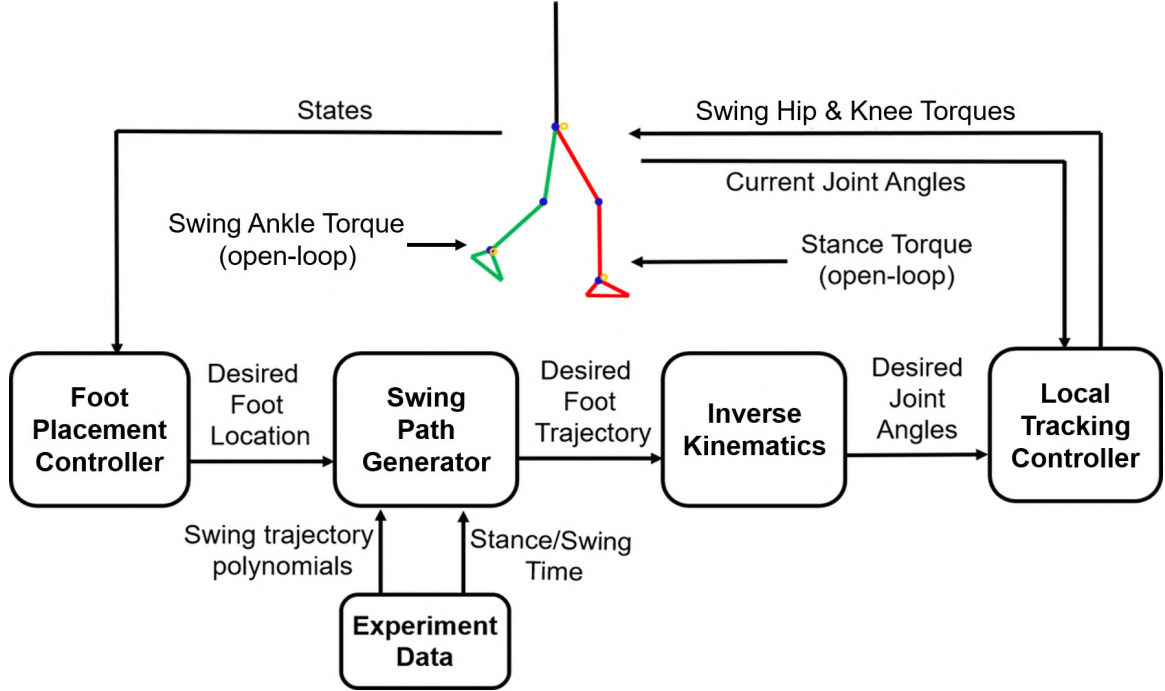 States
Swing Hip & Knee Torques
Current Joint Angles
Swing Ankle Torque
(open-loop)
Stance Torque
(open-loop)
Foot
Placement
Controller
Desired
Foot
Location
Swing
Path
Generator
Desired
Foot
Trajectory
Inverse
Kinematics
Desired
Joint
Angles
Local
Tracking
Controller
Swing trajectory
polynomials
Stance/Swing
Time
Experiment
Data